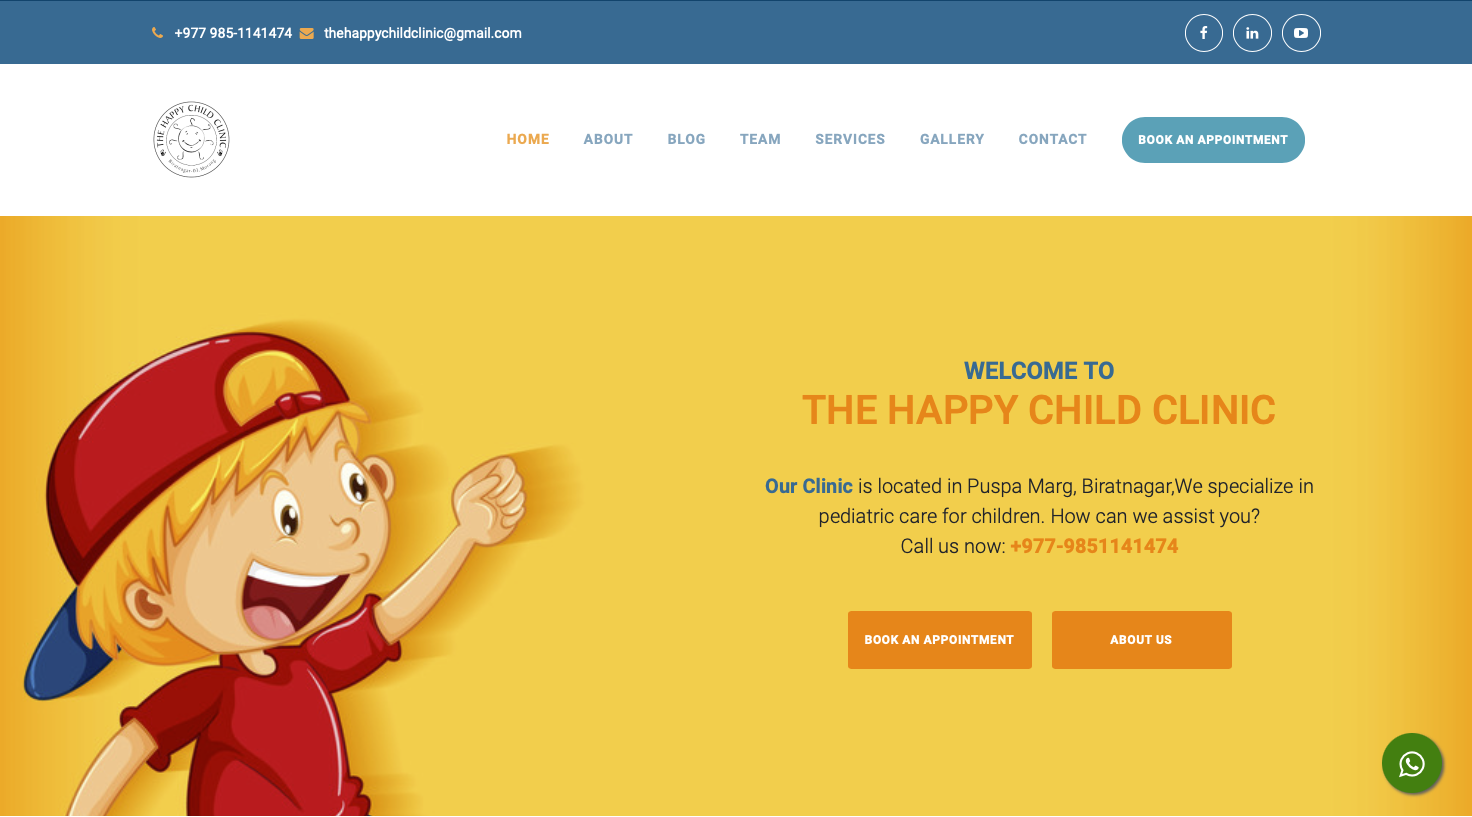 +977 985-1141474 thehappychildclinic@gmail.com
THE HAPPY CHILD CLINIC
HOME ABOUT BLOG TEAM SERVICES GALLERY CONTACT BOOK AN APPOINTMENT
WELCOME TO
THE HAPPY CHILD CLINIC
Our Clinic is located in Puspa Marg, Biratnagar,We specialize in
pediatric care for children. How can we assist you?
Call us now: +977-9851141474
BOOK AN APPOINTMENT ABOUT US